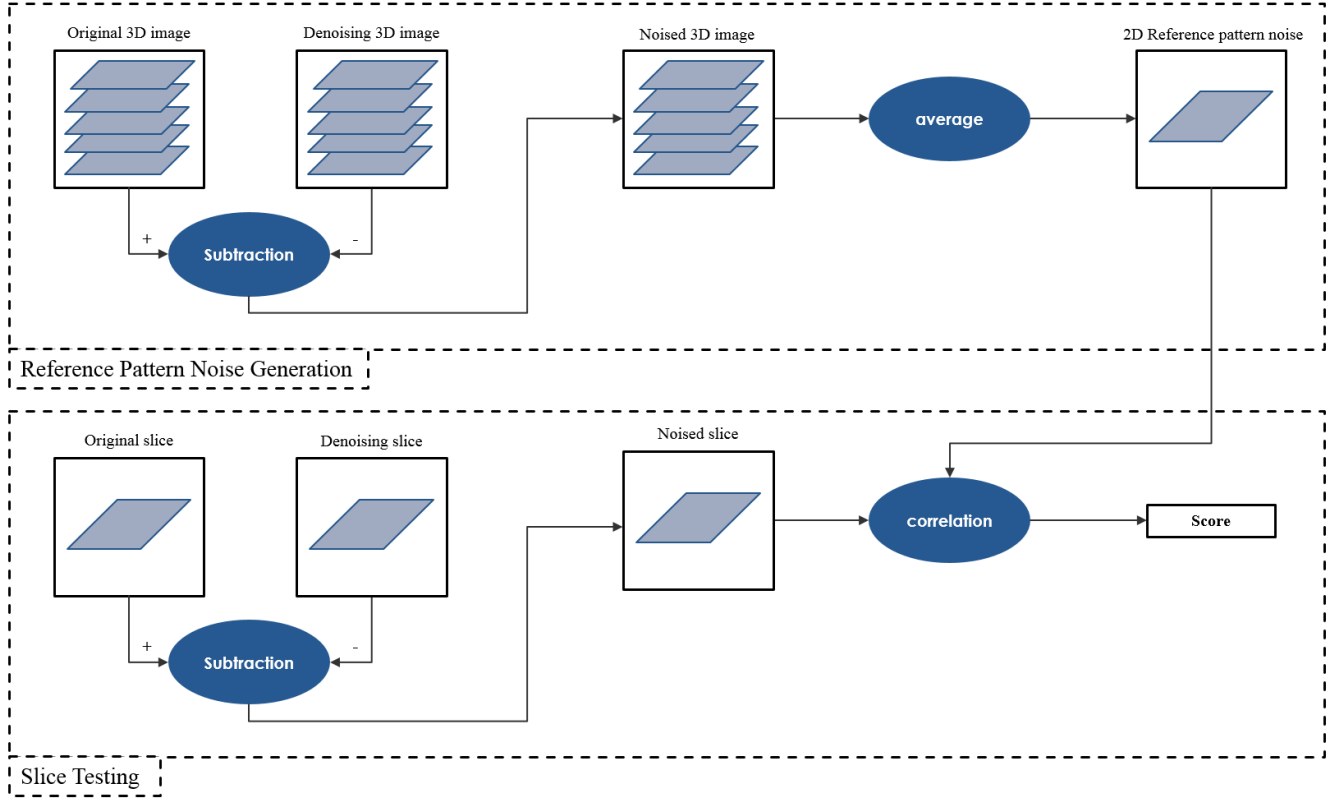 Original 3D image
Denoising 3D image
Noised 3D image
2D Reference pattern noise
average
+
-
Subtraction
Reference Pattern Noise Generation
Original slice
Denoising slice
Noised slice
correlation
Score
+
-
Subtraction
Slice Testing